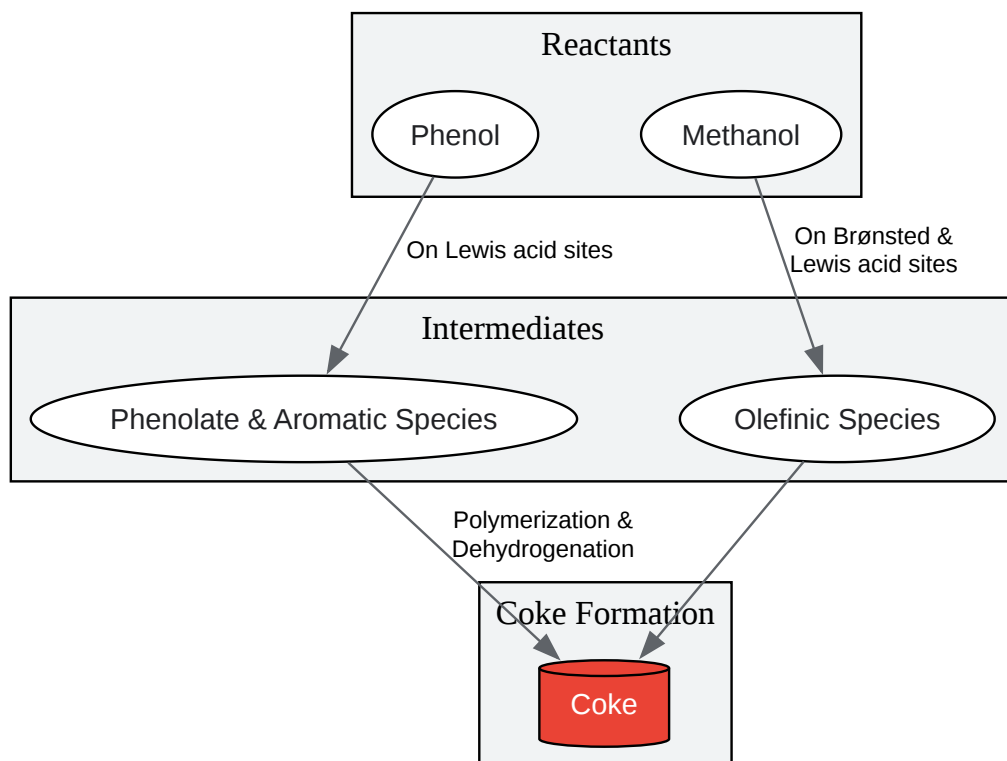 Reactants
Phenol
Methanol
On Lewis acid sites
On Brønsted &
Lewis acid sites
Intermediates
Phenolate & Aromatic Species
Olefinic Species
Polymerization &
Dehydrogenation
Coke Formation
Coke